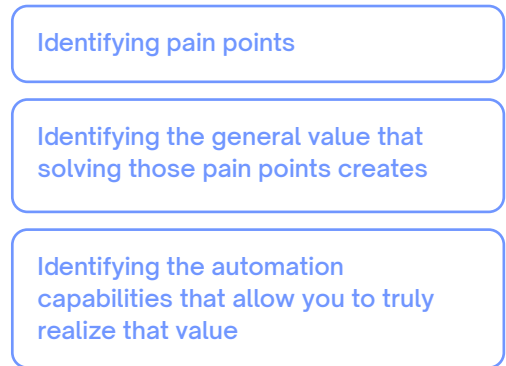 Identifying pain points
Identifying the general value that
solving those pain points creates
Identifying the automation
capabilities that allow you to truly
realize that value